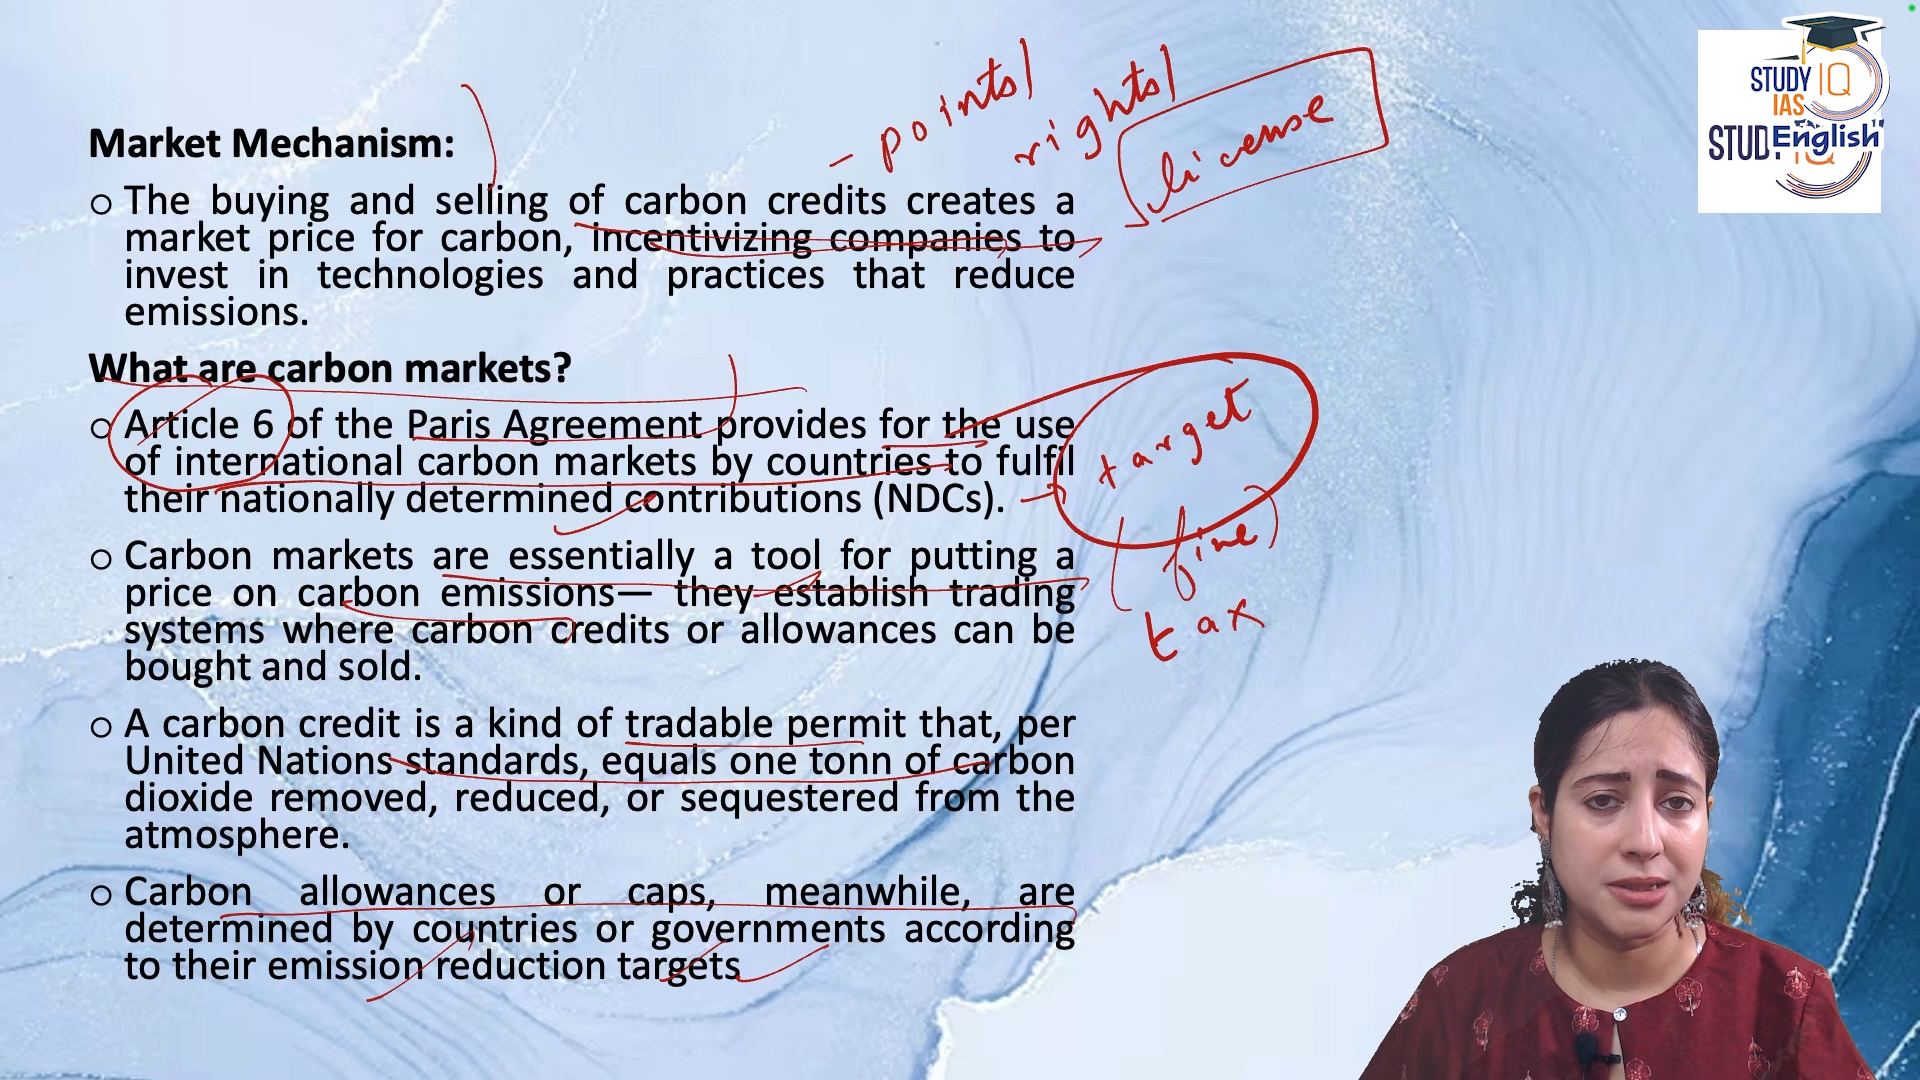 STUDY IQ
IAS
STUDY IQ
English
- points/
rights/
license
Market Mechanism:
The buying and selling of carbon credits creates a
market price for carbon, incentivizing companies to
invest in technologies and practices that reduce
emissions.
What are carbon markets?
Article 6 of the Paris Agreement provides for the use
of international carbon markets by countries to fulfil
their nationally determined contributions (NDCs).
target
(fine)
tax
Carbon markets are essentially a tool for putting a
price on carbon emissions— they establish trading
systems where carbon credits or allowances can be
bought and sold.
A carbon credit is a kind of tradable permit that, per
United Nations standards, equals one tonn of carbon
dioxide removed, reduced, or sequestered from the
atmosphere.
Carbon allowances or caps, meanwhile, are
determined by countries or governments according
to their emission reduction targets